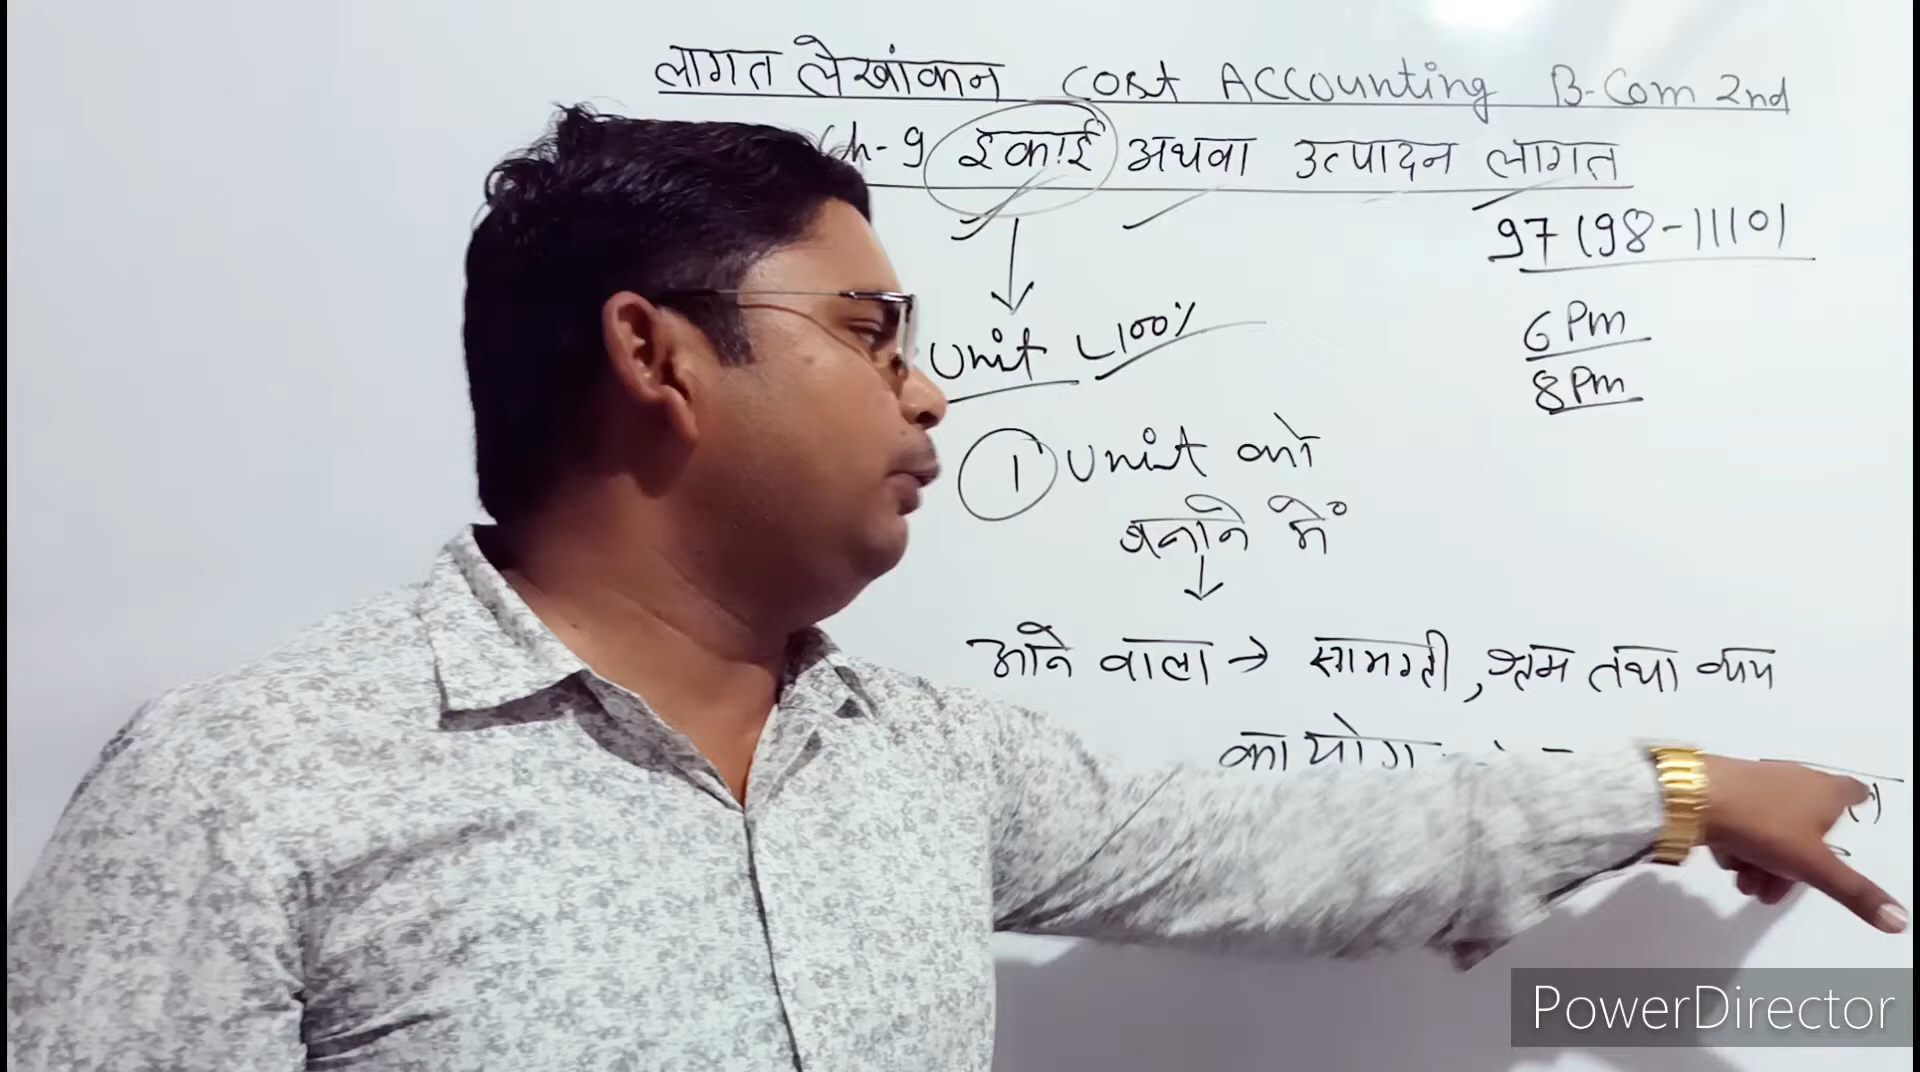 लागत लेखांकन Cost Accounting B.Com 2nd
Ch-9 इकाई अथवा उत्पादन लागत
97198-11101
6 Pm
8 Pm
Unit 100%
1 Unit को
बनाने में
आने वाला → सामग्री, श्रम तथा व्यय
का योग
PowerDirector